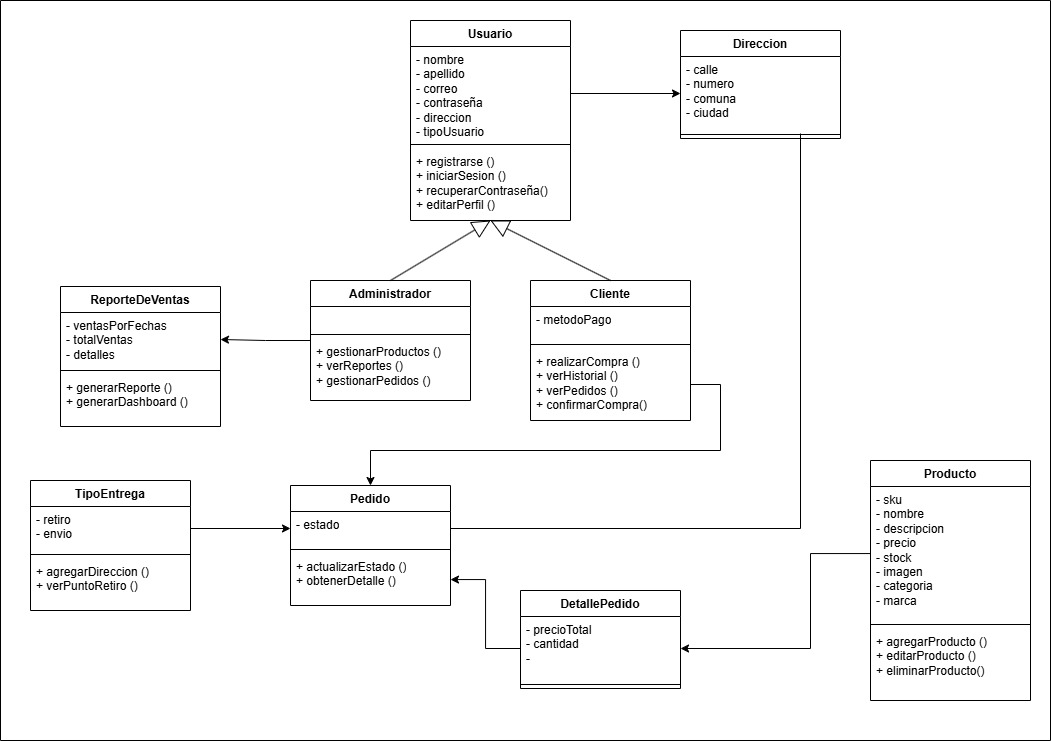 Usuario
- nombre
- apellido
- correo
- contraseña
- direccion
- tipoUsuario
+ registrarse ()
+ iniciarSesion ()
+ recuperarContraseña()
+ editarPerfil ()
Direccion
- calle
- numero
- comuna
- ciudad
ReporteDeVentas
- ventasPorFechas
- totalVentas
- detalles
+ generarReporte ()
+ generarDashboard ()
Administrador
+ gestionarProductos ()
+ verReportes ()
+ gestionarPedidos ()
Cliente
- metodoPago
+ realizarCompra ()
+ verHistorial ()
+ verPedidos ()
+ confirmarCompra()
TipoEntrega
- retiro
- envio
+ agregarDireccion ()
+ verPuntoRetiro ()
Pedido
- estado
+ actualizarEstado ()
+ obtenerDetalle ()
DetallePedido
- precioTotal
- cantidad
-
Producto
- sku
- nombre
- descripcion
- precio
- stock
- imagen
- categoria
- marca
+ agregarProducto ()
+ editarProducto ()
+ eliminarProducto()